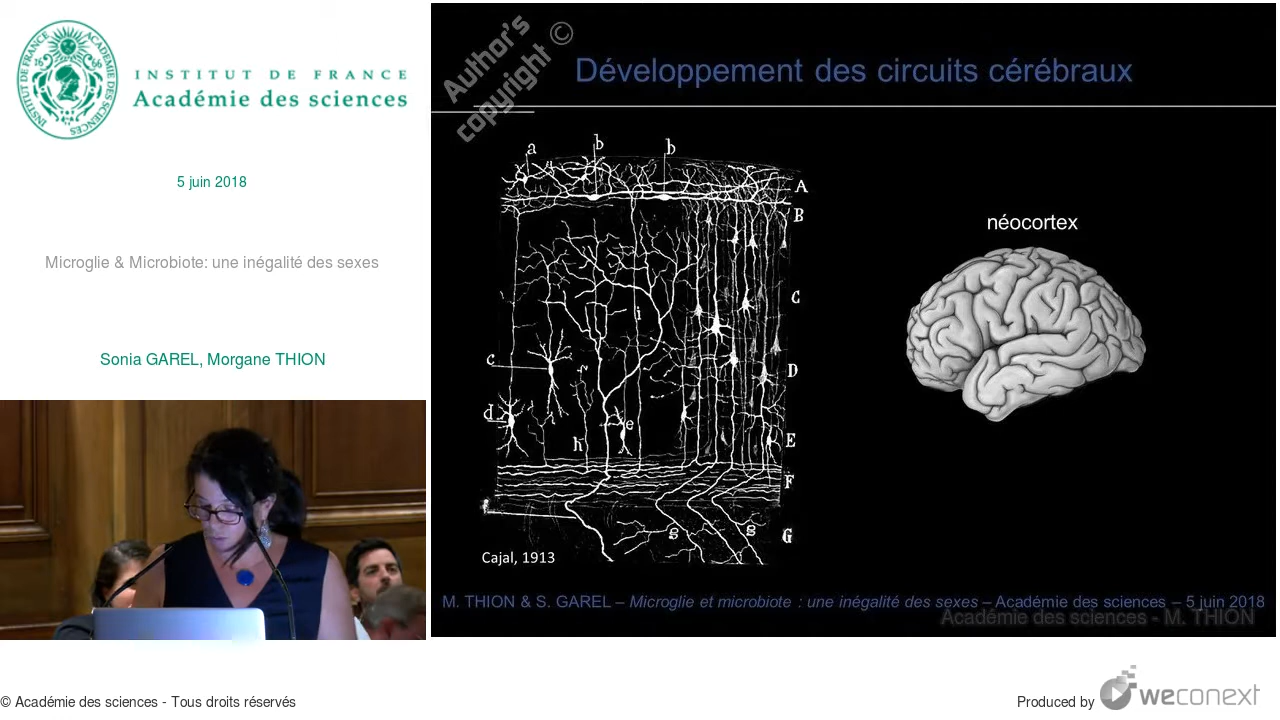 INSTITUT DE FRANCE
Académie des sciences
5 juin 2018
Microglie & Microbiote: une inégalité des sexes
Sonia GAREL, Morgane THION
Author's
copyright ©
Développement des circuits cérébraux
a
b
b
A
B
C
i
c
D
d
e
h
E
F
g
g
G
Cajal, 1913
néocortex
M. THION & S. GAREL – Microglie et microbiote : une inégalité des sexes – Académie des sciences – 5 juin 2018
Académie des sciences - M. THION
© Académie des sciences - Tous droits réservés
Produced by weconext